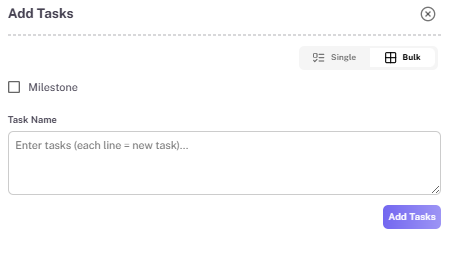 Add Tasks
Single Bulk
Milestone
Task Name
Enter tasks (each line = new task)...
Add Tasks